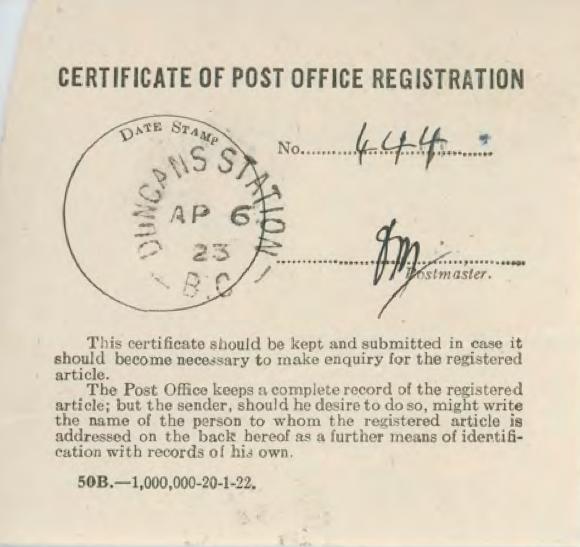 CERTIFICATE OF POST OFFICE REGISTRATION
DATE STAMP
DUNCANS STATION
AP 6
23
B.C
No. 444
Postmaster.
This certificate should be kept and submitted in case it
should become necessary to make enquiry for the registered
article.
The Post Office keeps a complete record of the registered
article; but the sender, should he desire to do so, might write
the name of the person to whom the registered article is
addressed on the back hereof as a further means of identifi-
cation with records of his own.
50B.—1,000,000-20-1-22.